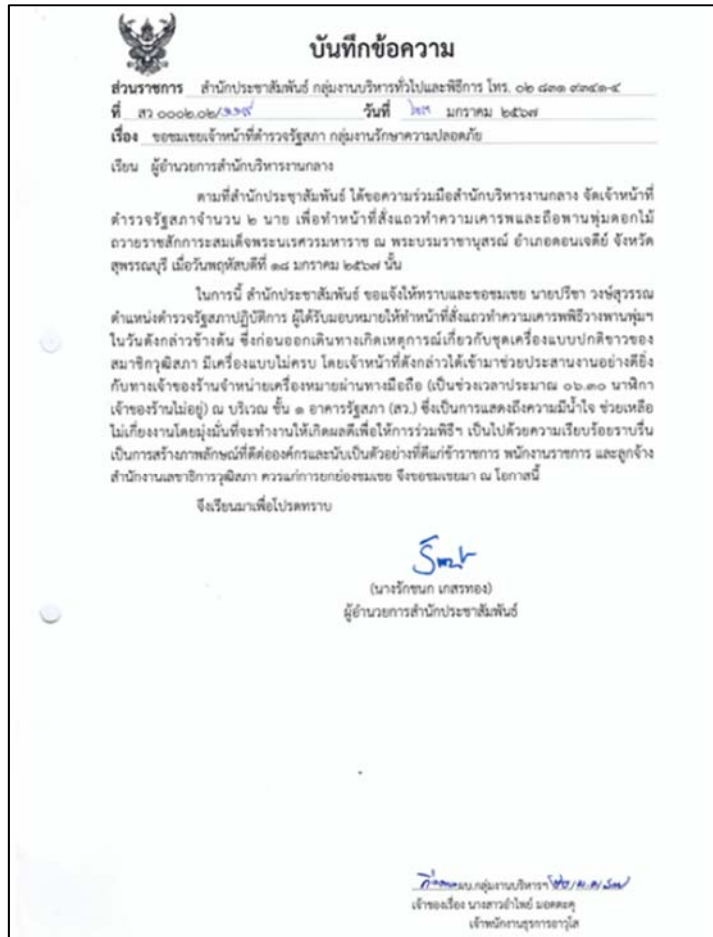 บันทึกข้อความ
ส่วนราชการ สำนักประชาสัมพันธ์ กลุ่มงานบริหารทั่วไปและพิธีการ โทร. ๐๒ ๘๓๑ ๙๓๔๑-๔
ที่ สว ๐๐๐๒.๐๒/ วันที่ มกราคม ๒๕๖๗
เรื่อง ขอชมเชยเจ้าหน้าที่ตำรวจรัฐสภา กลุ่มงานรักษาความปลอดภัย
เรียน ผู้อำนวยการสำนักบริหารงานกลาง
ตามที่สำนักประชาสัมพันธ์ ได้ขอความร่วมมือสำนักบริหารงานกลาง จัดเจ้าหน้าที่
ตำรวจรัฐสภาจำนวน ๒ นาย เพื่อทำหน้าที่สั่งแถวทำความเคารพและถือพานพุ่มดอกไม้
ถวายราชสักการะสมเด็จพระนเรศวรมหาราช ณ พระบรมราชานุสรณ์ อำเภอดอนเจดีย์ จังหวัด
สุพรรณบุรี เมื่อวันพฤหัสบดีที่ ๑๘ มกราคม ๒๕๖๗ นั้น
ในการนี้ สำนักประชาสัมพันธ์ ขอแจ้งให้ทราบและขอชมเชย นายปรีชา วงษ์สุวรรณ
ตำแหน่งตำรวจรัฐสภาปฏิบัติการ ผู้ได้รับมอบหมายให้ทำหน้าที่สั่งแถวทำความเคารพพิธีวางพานพุ่มฯ
ในวันดังกล่าวข้างต้น ซึ่งก่อนออกเดินทางเกิดเหตุการณ์เกี่ยวกับชุดเครื่องแบบปกติขาวของ
สมาชิกวุฒิสภา มีเครื่องแบบไม่ครบ โดยเจ้าหน้าที่ดังกล่าวได้เข้ามาช่วยประสานงานอย่างดียิ่ง
กับทางเจ้าของร้านจำหน่ายเครื่องหมายผ่านทางมือถือ (เป็นช่วงเวลาประมาณ ๐๖.๓๐ นาฬิกา
เจ้าของร้านไม่อยู่) ณ บริเวณ ชั้น ๑ อาคารรัฐสภา (สว.) ซึ่งเป็นการแสดงถึงความมีน้ำใจ ช่วยเหลือ
ไม่เกี่ยงงานโดยมุ่งมั่นที่จะทำงานให้เกิดผลดีเพื่อให้การร่วมพิธีฯ เป็นไปด้วยความเรียบร้อยราบรื่น
เป็นการสร้างภาพลักษณ์ที่ดีต่อองค์กรและนับเป็นตัวอย่างที่ดีแก่ข้าราชการ พนักงานราชการ และลูกจ้าง
สำนักงานเลขาธิการวุฒิสภา ควรแก่การยกย่องชมเชย จึงขอชมเชยมา ณ โอกาสนี้
จึงเรียนมาเพื่อโปรดทราบ
(นางรักชนก เกสรทอง)
ผู้อำนวยการสำนักประชาสัมพันธ์
ผบ.กลุ่มงานบริหารฯ
เจ้าของเรื่อง นางสาวอำไพย์ มอดตะคุ
เจ้าพนักงานธุรการอาวุโส